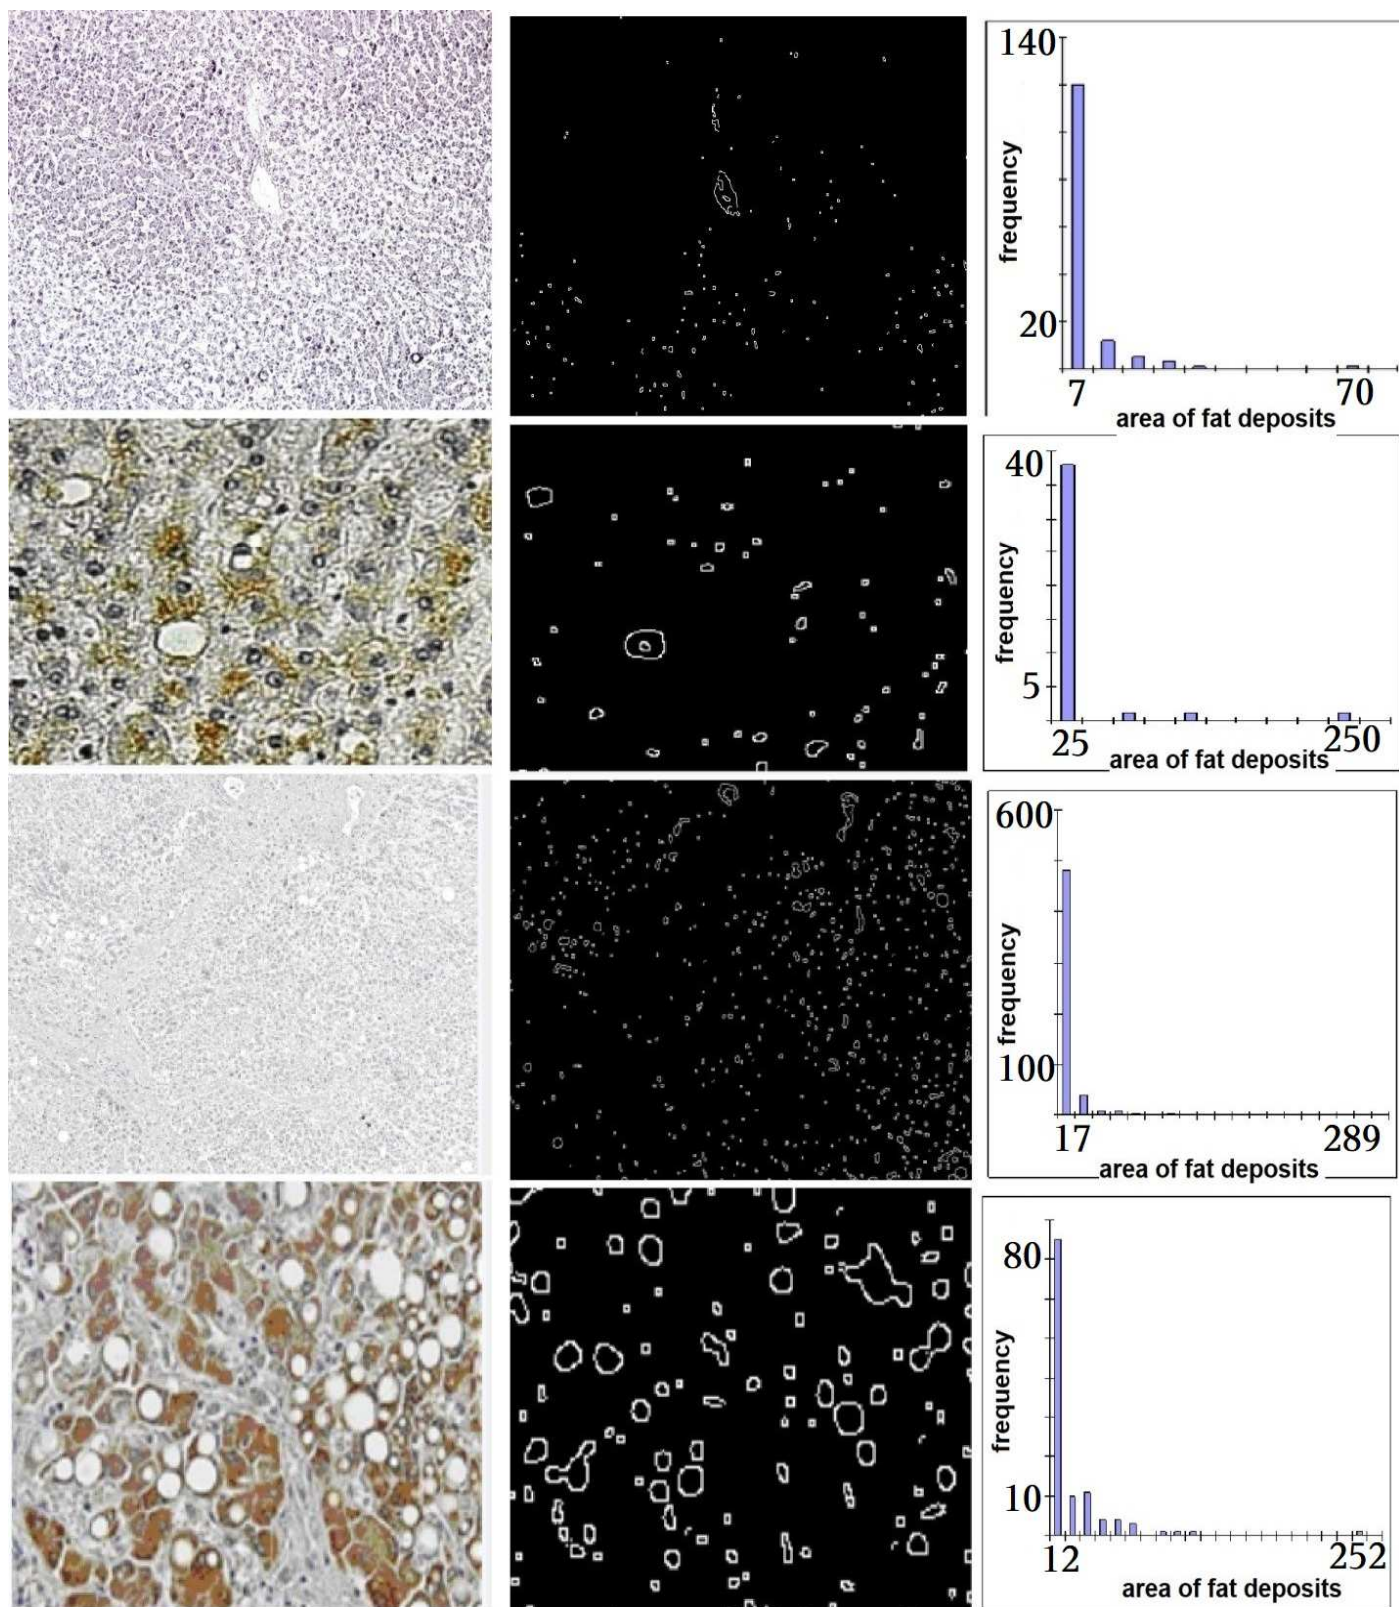 140
frequency
20
7 70
area of fat deposits
40
frequency
5
25 250
area of fat deposits
600
frequency
100
17 289
area of fat deposits
80
frequency
10
12 252
area of fat deposits